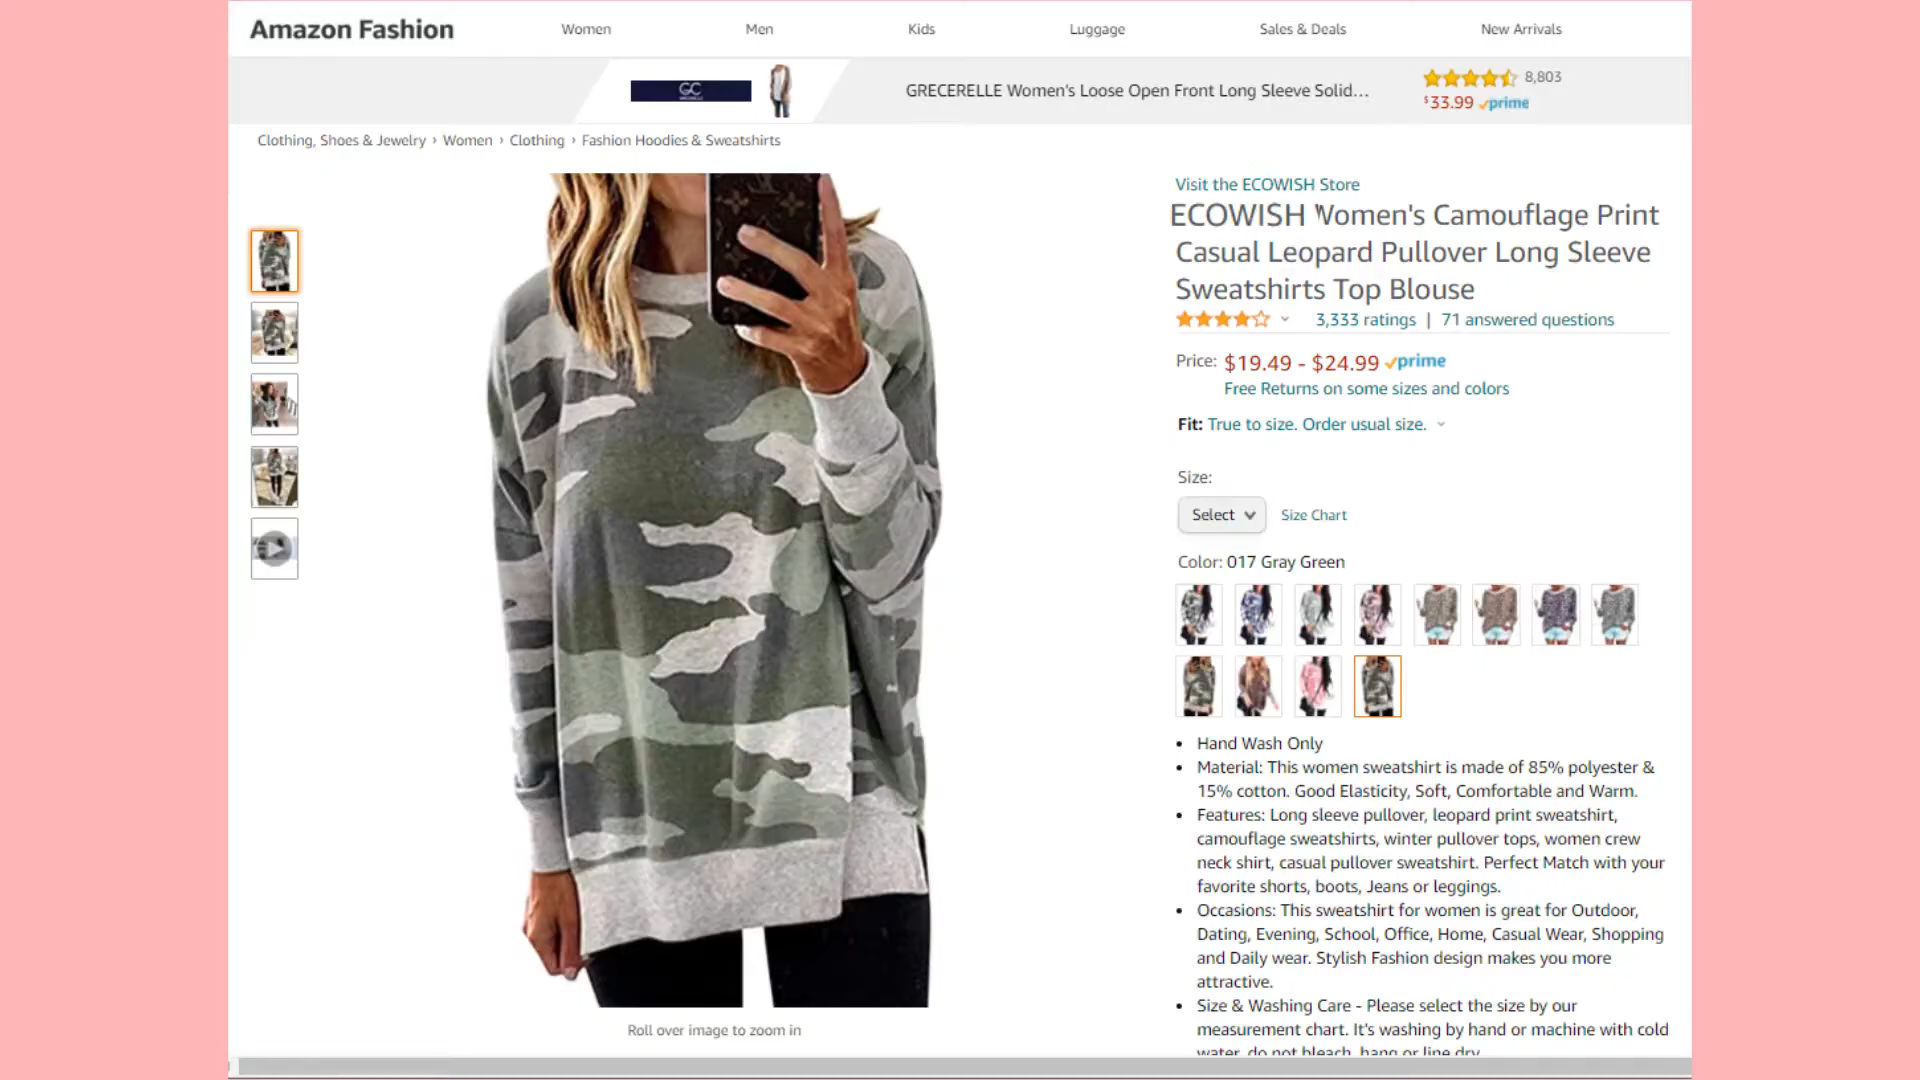 Amazon Fashion
Women
Men
Kids
Luggage
Sales & Deals
New Arrivals
GC
GRECERELLE Women's Loose Open Front Long Sleeve Solid...
8,803
$33.99 prime
Clothing, Shoes & Jewelry › Women › Clothing › Fashion Hoodies & Sweatshirts
Visit the ECOWISH Store
ECOWISH Women's Camouflage Print
Casual Leopard Pullover Long Sleeve
Sweatshirts Top Blouse
3,333 ratings | 71 answered questions
Price: $19.49 - $24.99 prime
Free Returns on some sizes and colors
Fit: True to size. Order usual size.
Size:
Select
Size Chart
Color: 017 Gray Green
• Hand Wash Only
• Material: This women sweatshirt is made of 85% polyester &
15% cotton. Good Elasticity, Soft, Comfortable and Warm.
• Features: Long sleeve pullover, leopard print sweatshirt,
camouflage sweatshirts, winter pullover tops, women crew
neck shirt, casual pullover sweatshirt. Perfect Match with your
favorite shorts, boots, Jeans or leggings.
• Occasions: This sweatshirt for women is great for Outdoor,
Dating, Evening, School, Office, Home, Casual Wear, Shopping
and Daily wear. Stylish Fashion design makes you more
attractive.
• Size & Washing Care - Please select the size by our
measurement chart. It's washing by hand or machine with cold
water, do not bleach, hang or line dry
Roll over image to zoom in